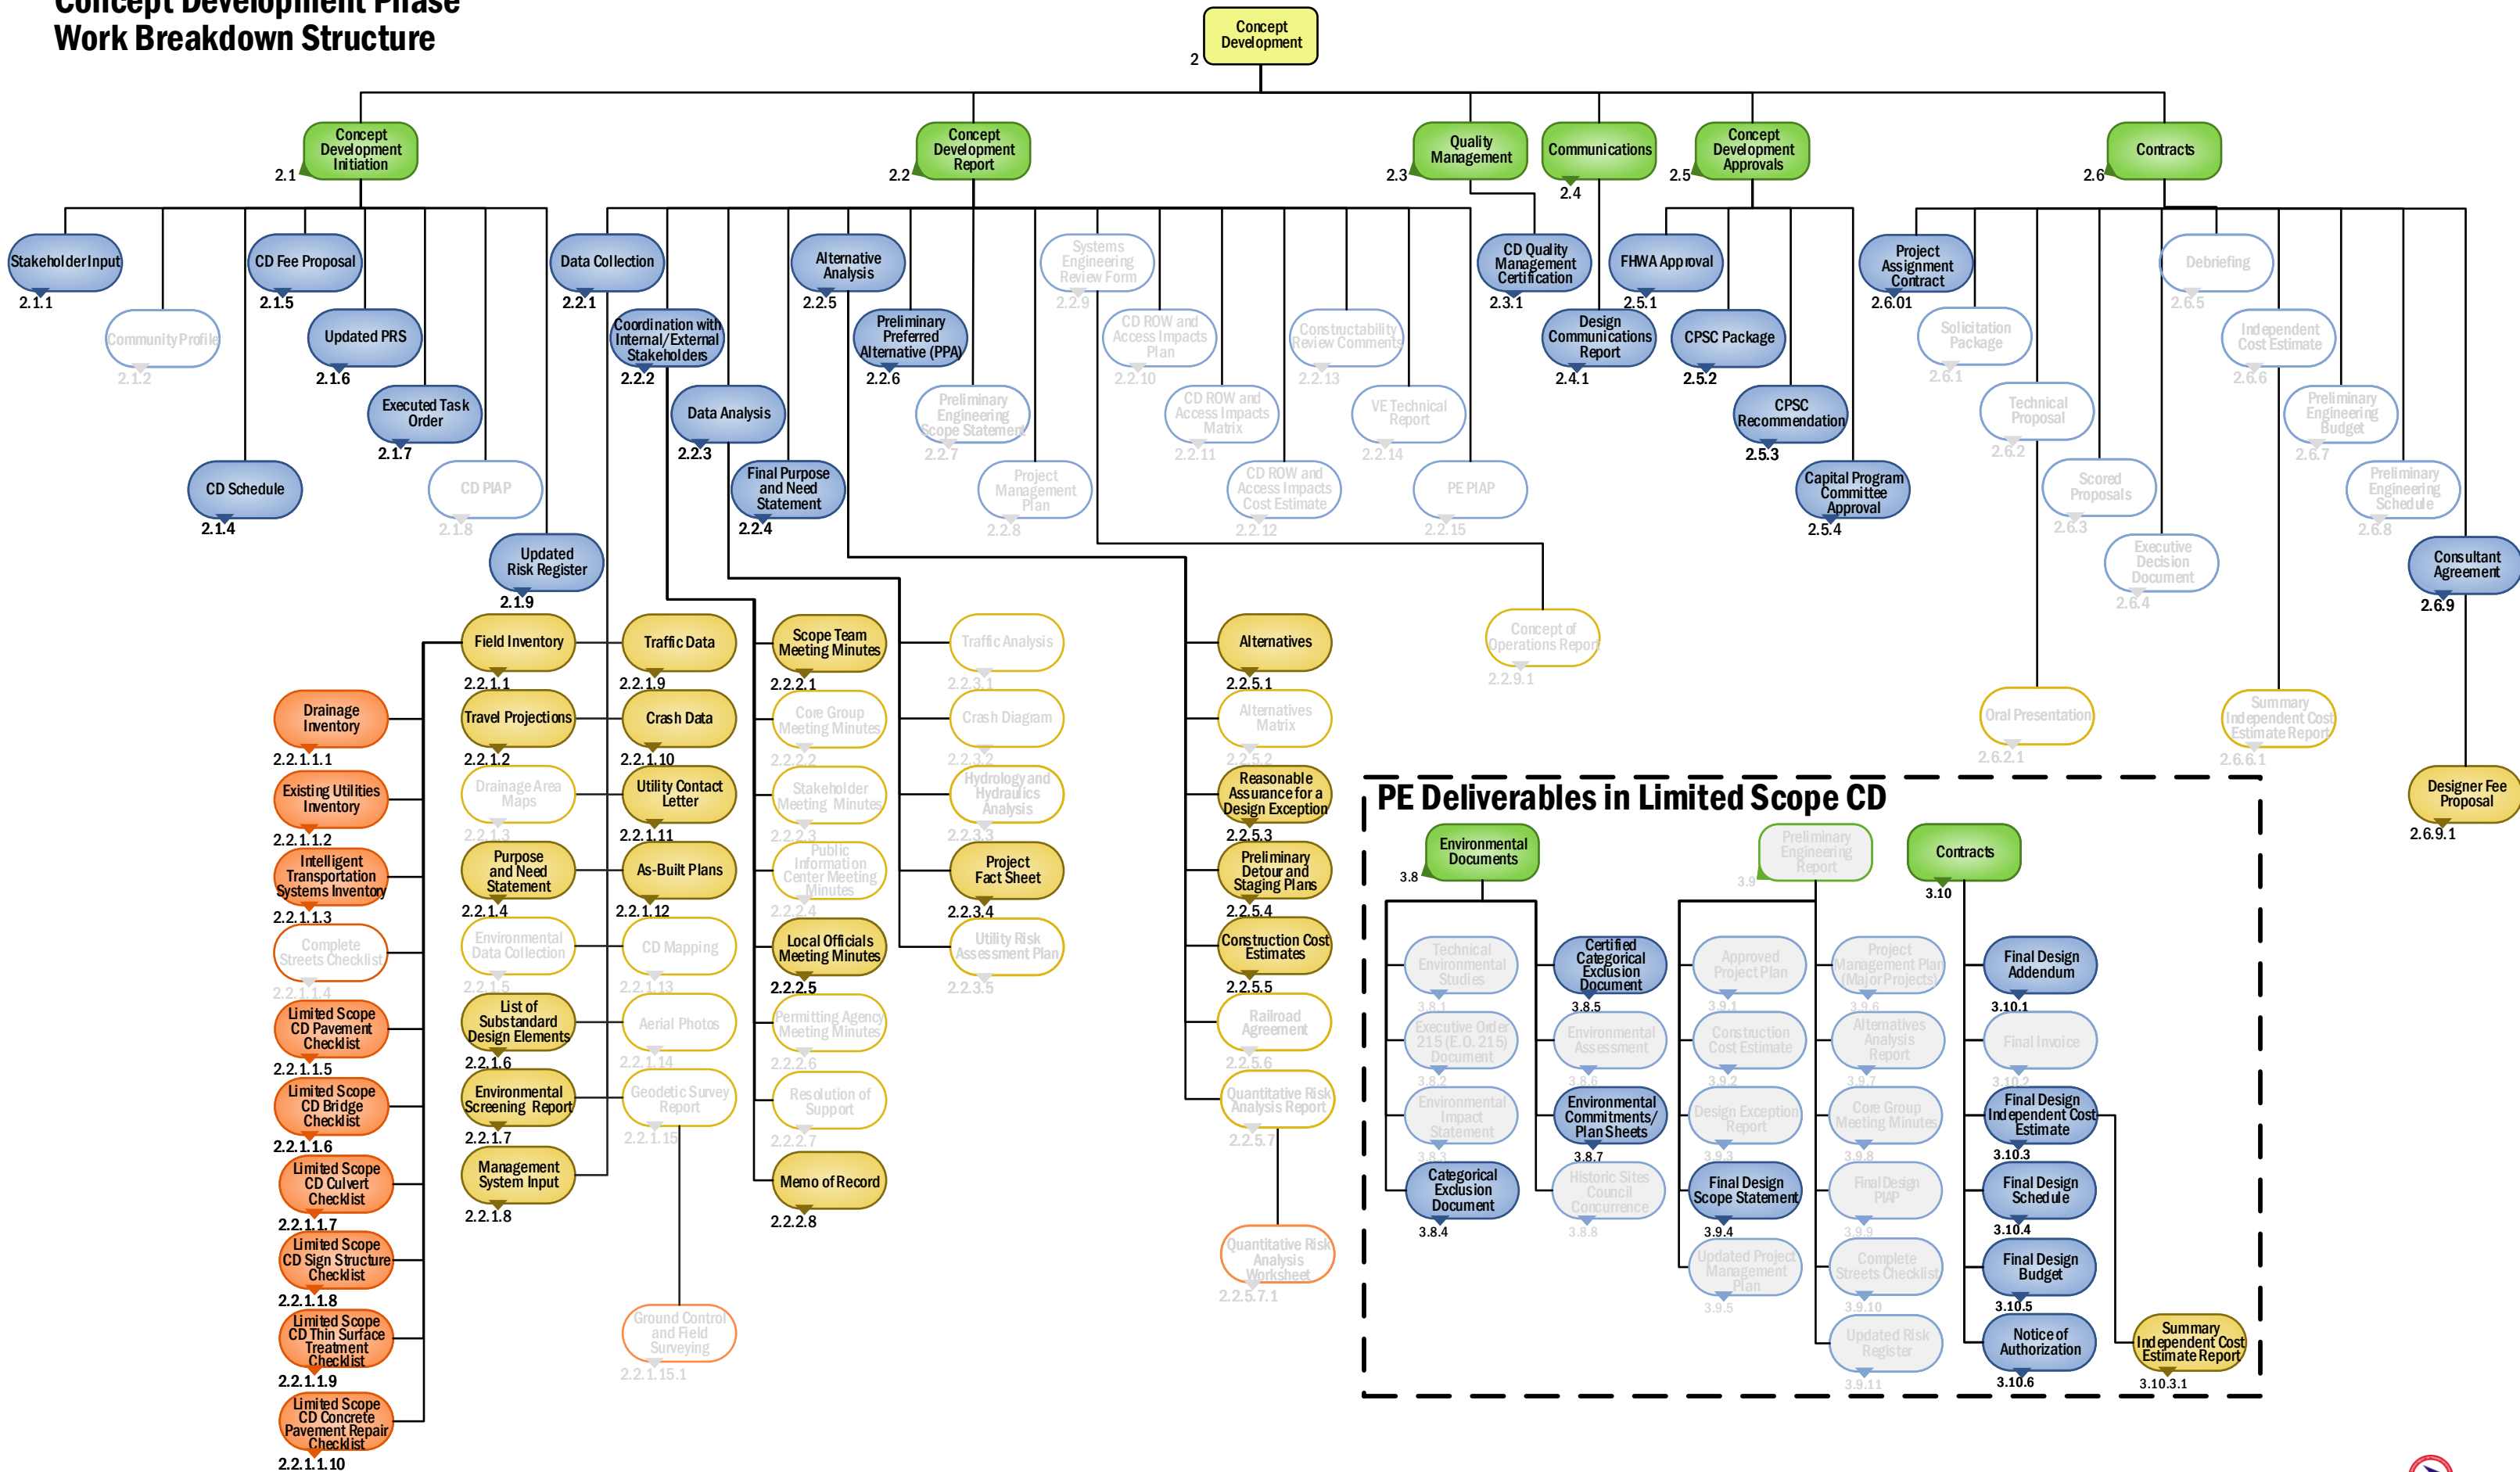 Concept Development Phase
Work Breakdown Structure
Concept
Development
2
Concept
Development
Initiation
2.1
Concept
Development
Report
2.2
Quality
Management
2.3
Communications
2.4
Concept
Development
Approvals
2.5
Contracts
2.6
Stakeholder Input
2.1.1
Community Profile
2.1.2
CD Schedule
2.1.4
CD Fee Proposal
2.1.5
Updated PRS
2.1.6
Executed Task
Order
2.1.7
CD PIAP
2.1.8
Updated
Risk Register
2.1.9
Data Collection
2.2.1
Coordination with
Internal/External
Stakeholders
2.2.2
Data Analysis
2.2.3
Final Purpose
and Need
Statement
2.2.4
Alternative
Analysis
2.2.5
Preliminary
Preferred
Alternative (PPA)
2.2.6
Preliminary
Engineering
Scope Statement
2.2.7
Project
Management
Plan
2.2.8
Systems
Engineering
Review Form
2.2.9
CD ROW and
Access Impacts
Plan
2.2.10
CD ROW and
Access Impacts
Matrix
2.2.11
CD ROW and
Access Impacts
Cost Estimate
2.2.12
Constructability
Review Comments
2.2.13
VE Technical
Report
2.2.14
PE PIAP
2.2.15
CD Quality
Management
Certification
2.3.1
Design
Communications
Report
2.4.1
FHWA Approval
2.5.1
CPSC Package
2.5.2
CPSC
Recommendation
2.5.3
Capital Program
Committee
Approval
2.5.4
Project
Assignment
Contract
2.6.01
Solicitation
Package
2.6.1
Technical
Proposal
2.6.2
Scored
Proposals
2.6.3
Executive
Decision
Document
2.6.4
Debriefing
2.6.5
Independent
Cost Estimate
2.6.6
Preliminary
Engineering
Budget
2.6.7
Preliminary
Engineering
Schedule
2.6.8
Consultant
Agreement
2.6.9
Drainage
Inventory
2.2.1.1.1
Existing Utilities
Inventory
2.2.1.1.2
Intelligent
Transportation
Systems Inventory
2.2.1.1.3
Complete
Streets Checklist
2.2.1.1.4
Limited Scope
CD Pavement
Checklist
2.2.1.1.5
Limited Scope
CD Bridge
Checklist
2.2.1.1.6
Limited Scope
CD Culvert
Checklist
2.2.1.1.7
Limited Scope
CD Sign Structure
Checklist
2.2.1.1.8
Limited Scope
CD Thin Surface
Treatment
Checklist
2.2.1.1.9
Limited Scope
CD Concrete
Pavement Repair
Checklist
2.2.1.1.10
Field Inventory
2.2.1.1
Travel Projections
2.2.1.2
Drainage Area
Maps
2.2.1.3
Purpose
and Need
Statement
2.2.1.4
Environmental
Data Collection
2.2.1.5
List of
Substandard
Design Elements
2.2.1.6
Environmental
Screening Report
2.2.1.7
Management
System Input
2.2.1.8
Traffic Data
2.2.1.9
Crash Data
2.2.1.10
Utility Contact
Letter
2.2.1.11
As-Built Plans
2.2.1.12
CD Mapping
2.2.1.13
Aerial Photos
2.2.1.14
Geodetic Survey
Report
2.2.1.15
Ground Control
and Field
Surveying
2.2.1.15.1
Scope Team
Meeting Minutes
2.2.2.1
Core Group
Meeting Minutes
2.2.2.2
Stakeholder
Meeting Minutes
2.2.2.3
Public
Information
Center Meeting
Minutes
2.2.2.4
Local Officials
Meeting Minutes
2.2.2.5
Permitting Agency
Meeting Minutes
2.2.2.6
Resolution of
Support
2.2.2.7
Memo of Record
2.2.2.8
Traffic Analysis
2.2.3.1
Crash Diagram
2.2.3.2
Hydrology and
Hydraulics
Analysis
2.2.3.3
Project
Fact Sheet
2.2.3.4
Utility Risk
Assessment Plan
2.2.3.5
Alternatives
2.2.5.1
Alternatives
Matrix
2.2.5.2
Reasonable
Assurance for a
Design Exception
2.2.5.3
Preliminary
Detour and
Staging Plans
2.2.5.4
Construction Cost
Estimates
2.2.5.5
Railroad
Agreement
2.2.5.6
Quantitative Risk
Analysis Report
2.2.5.7
Quantitative Risk
Analysis
Worksheet
2.2.5.7.1
Concept of
Operations Report
2.2.9.1
Oral Presentation
2.6.2.1
Summary
Independent Cost
Estimate Report
2.6.6.1
Designer Fee
Proposal
2.6.9.1
PE Deliverables in Limited Scope CD
Environmental
Documents
3.8
Preliminary
Engineering
Report
3.9
Contracts
3.10
Technical
Environmental
Studies
3.8.1
Executive Order
215 (E.O. 215)
Document
3.8.2
Environmental
Impact
Statement
3.8.3
Categorical
Exclusion
Document
3.8.4
Certified
Categorical
Exclusion
Document
3.8.5
Environmental
Assessment
3.8.6
Environmental
Commitments/
Plan Sheets
3.8.7
Historic Sites
Council
Concurrence
3.8.8
Approved
Project Plan
3.9.1
Construction
Cost Estimate
3.9.2
Design Exception
Report
3.9.3
Final Design
Scope Statement
3.9.4
Updated Project
Management
Plan
3.9.5
Project
Management Plan
(Major Projects)
3.9.6
Alternatives
Analysis
Report
3.9.7
Core Group
Meeting Minutes
3.9.8
Final Design
PIAP
3.9.9
Complete
Streets Checklist
3.9.10
Updated Risk
Register
3.9.11
Final Design
Addendum
3.10.1
Final Invoice
3.10.2
Final Design
Independent Cost
Estimate
3.10.3
Final Design
Schedule
3.10.4
Final Design
Budget
3.10.5
Notice of
Authorization
3.10.6
Summary
Independent Cost
Estimate Report
3.10.3.1